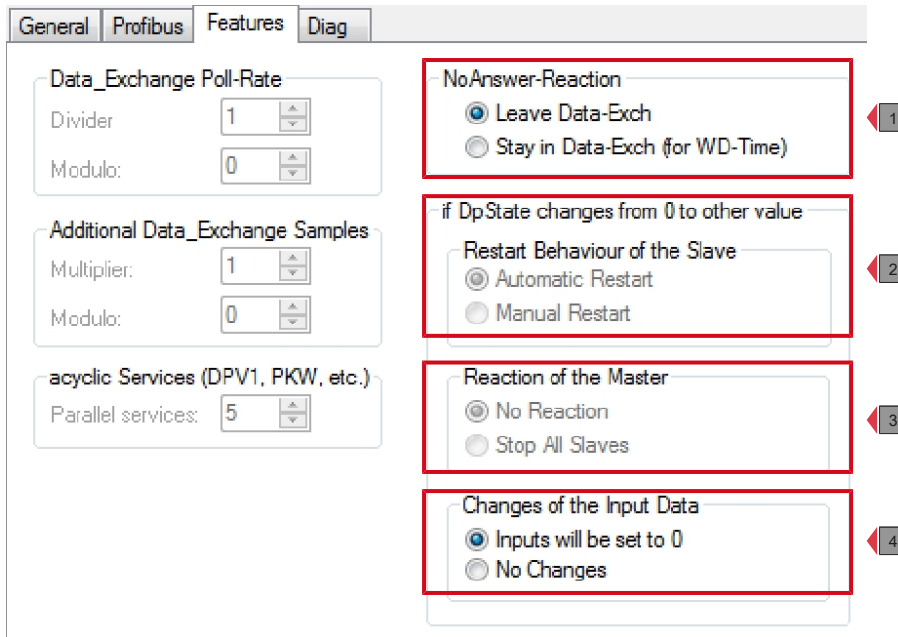 General Profibus Features Diag
Data_Exchange Poll-Rate
Divider 1
Modulo: 0
Additional Data_Exchange Samples
Multiplier: 1
Modulo: 0
acyclic Services (DPV1, PKW, etc.)
Parallel services: 5
NoAnswer-Reaction
Leave Data-Exch
Stay in Data-Exch (for WD-Time)
1
if DpState changes from 0 to other value
Restart Behaviour of the Slave
Automatic Restart
Manual Restart
2
Reaction of the Master
No Reaction
Stop All Slaves
3
Changes of the Input Data
Inputs will be set to 0
No Changes
4